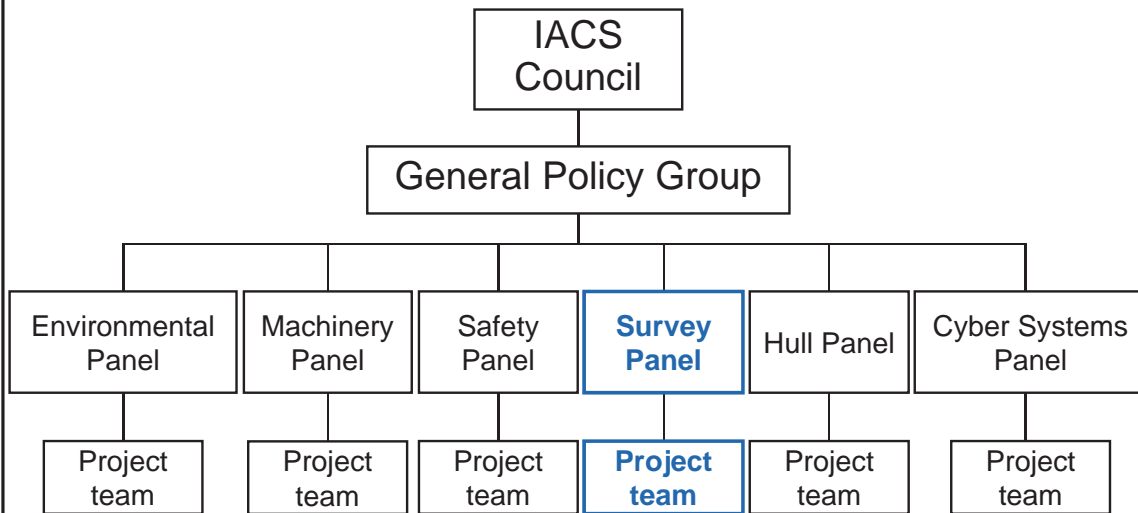 IACS
Council
General Policy Group
Environmental
Panel
Machinery
Panel
Safety
Panel
Survey
Panel
Hull Panel
Cyber Systems
Panel
Project
team
Project
team
Project
team
Project
team
Project
team
Project
team